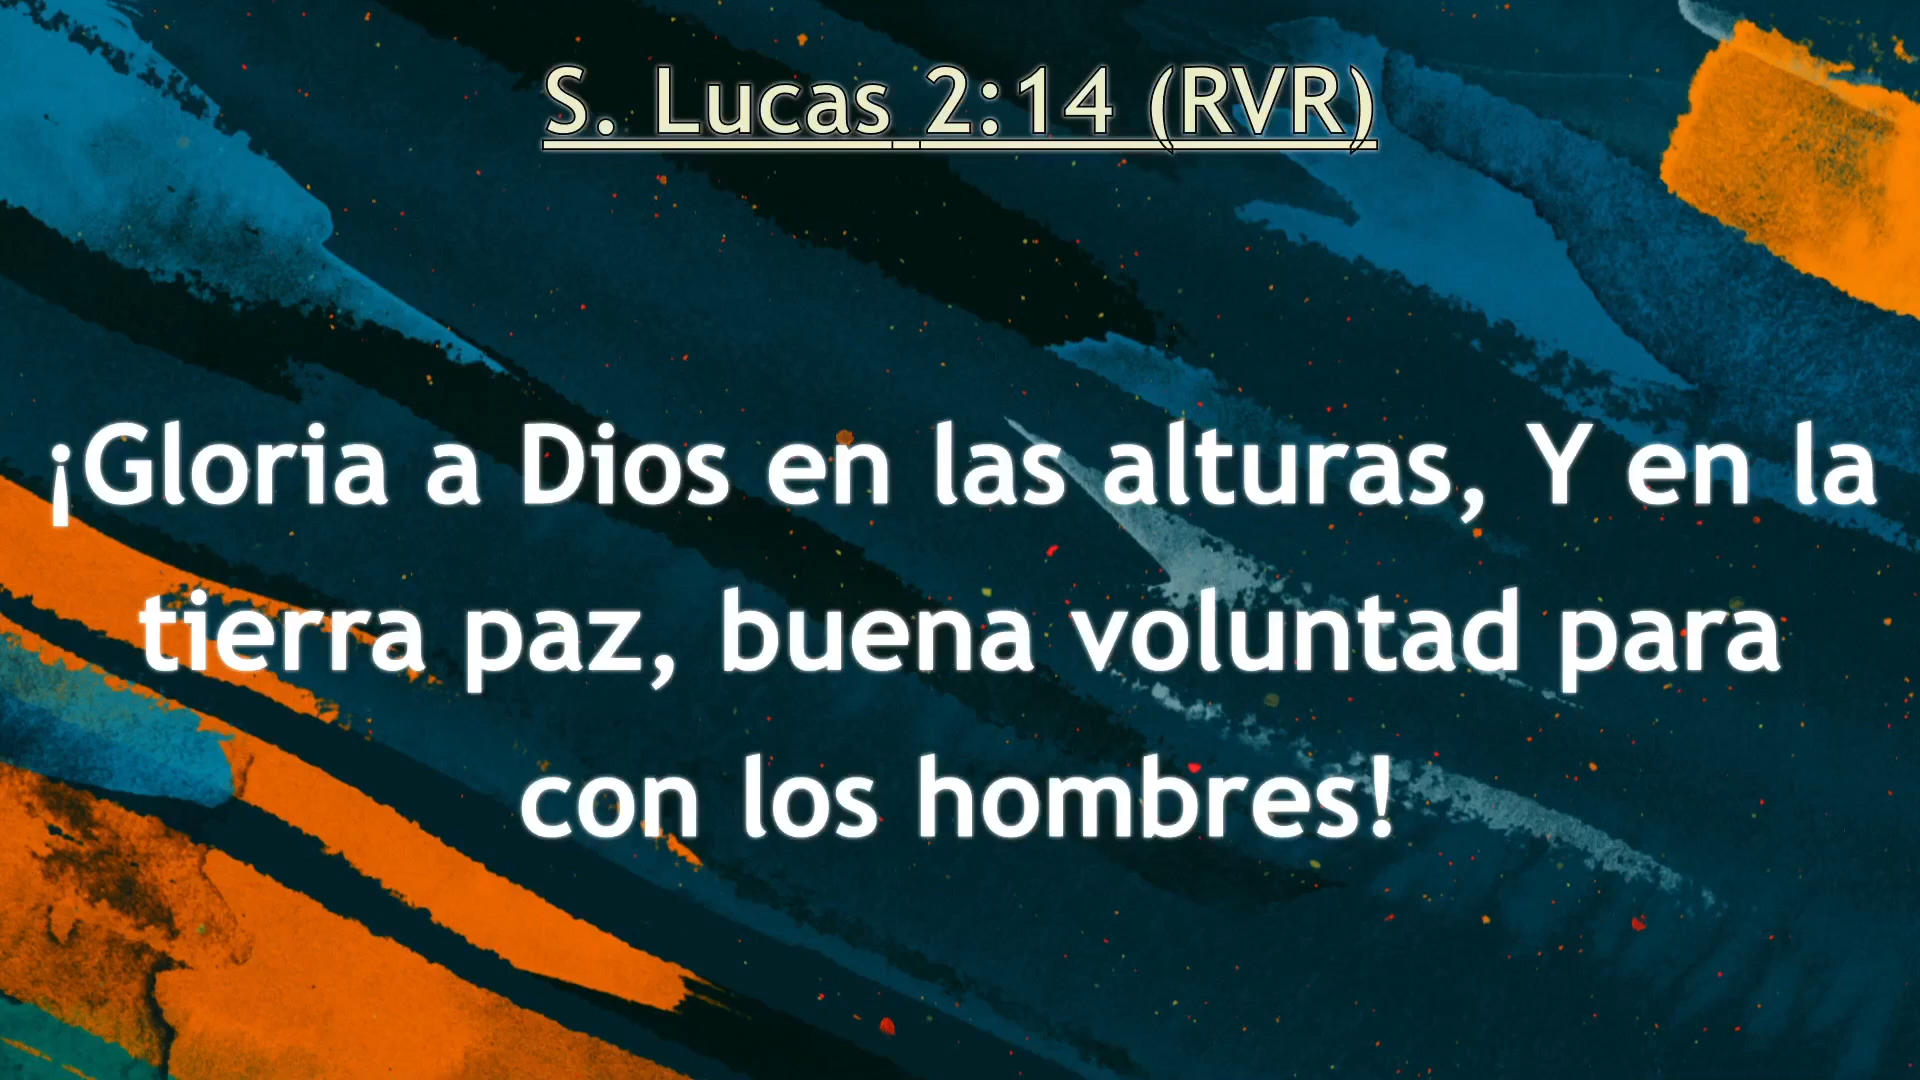 S. Lucas 2:14 (RVR)
¡Gloria a Dios en las alturas, Y en la
tierra paz, buena voluntad para
con los hombres!